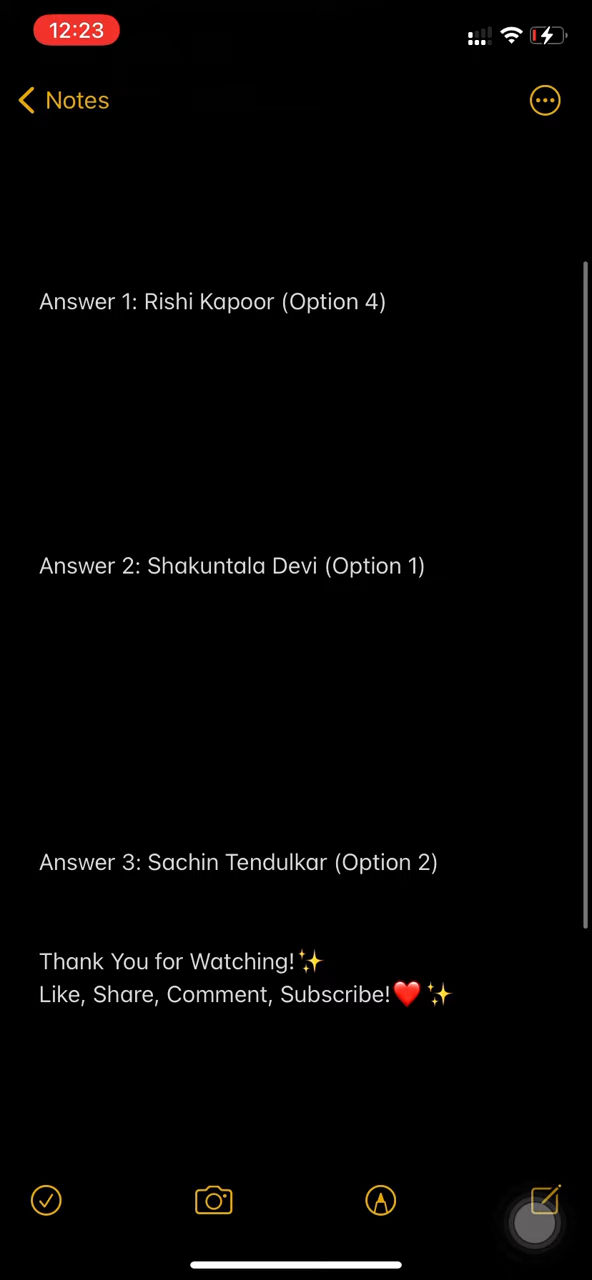 12:23
Notes
Answer 1: Rishi Kapoor (Option 4)
Answer 2: Shakuntala Devi (Option 1)
Answer 3: Sachin Tendulkar (Option 2)
Thank You for Watching!✨
Like, Share, Comment, Subscribe!❤️✨